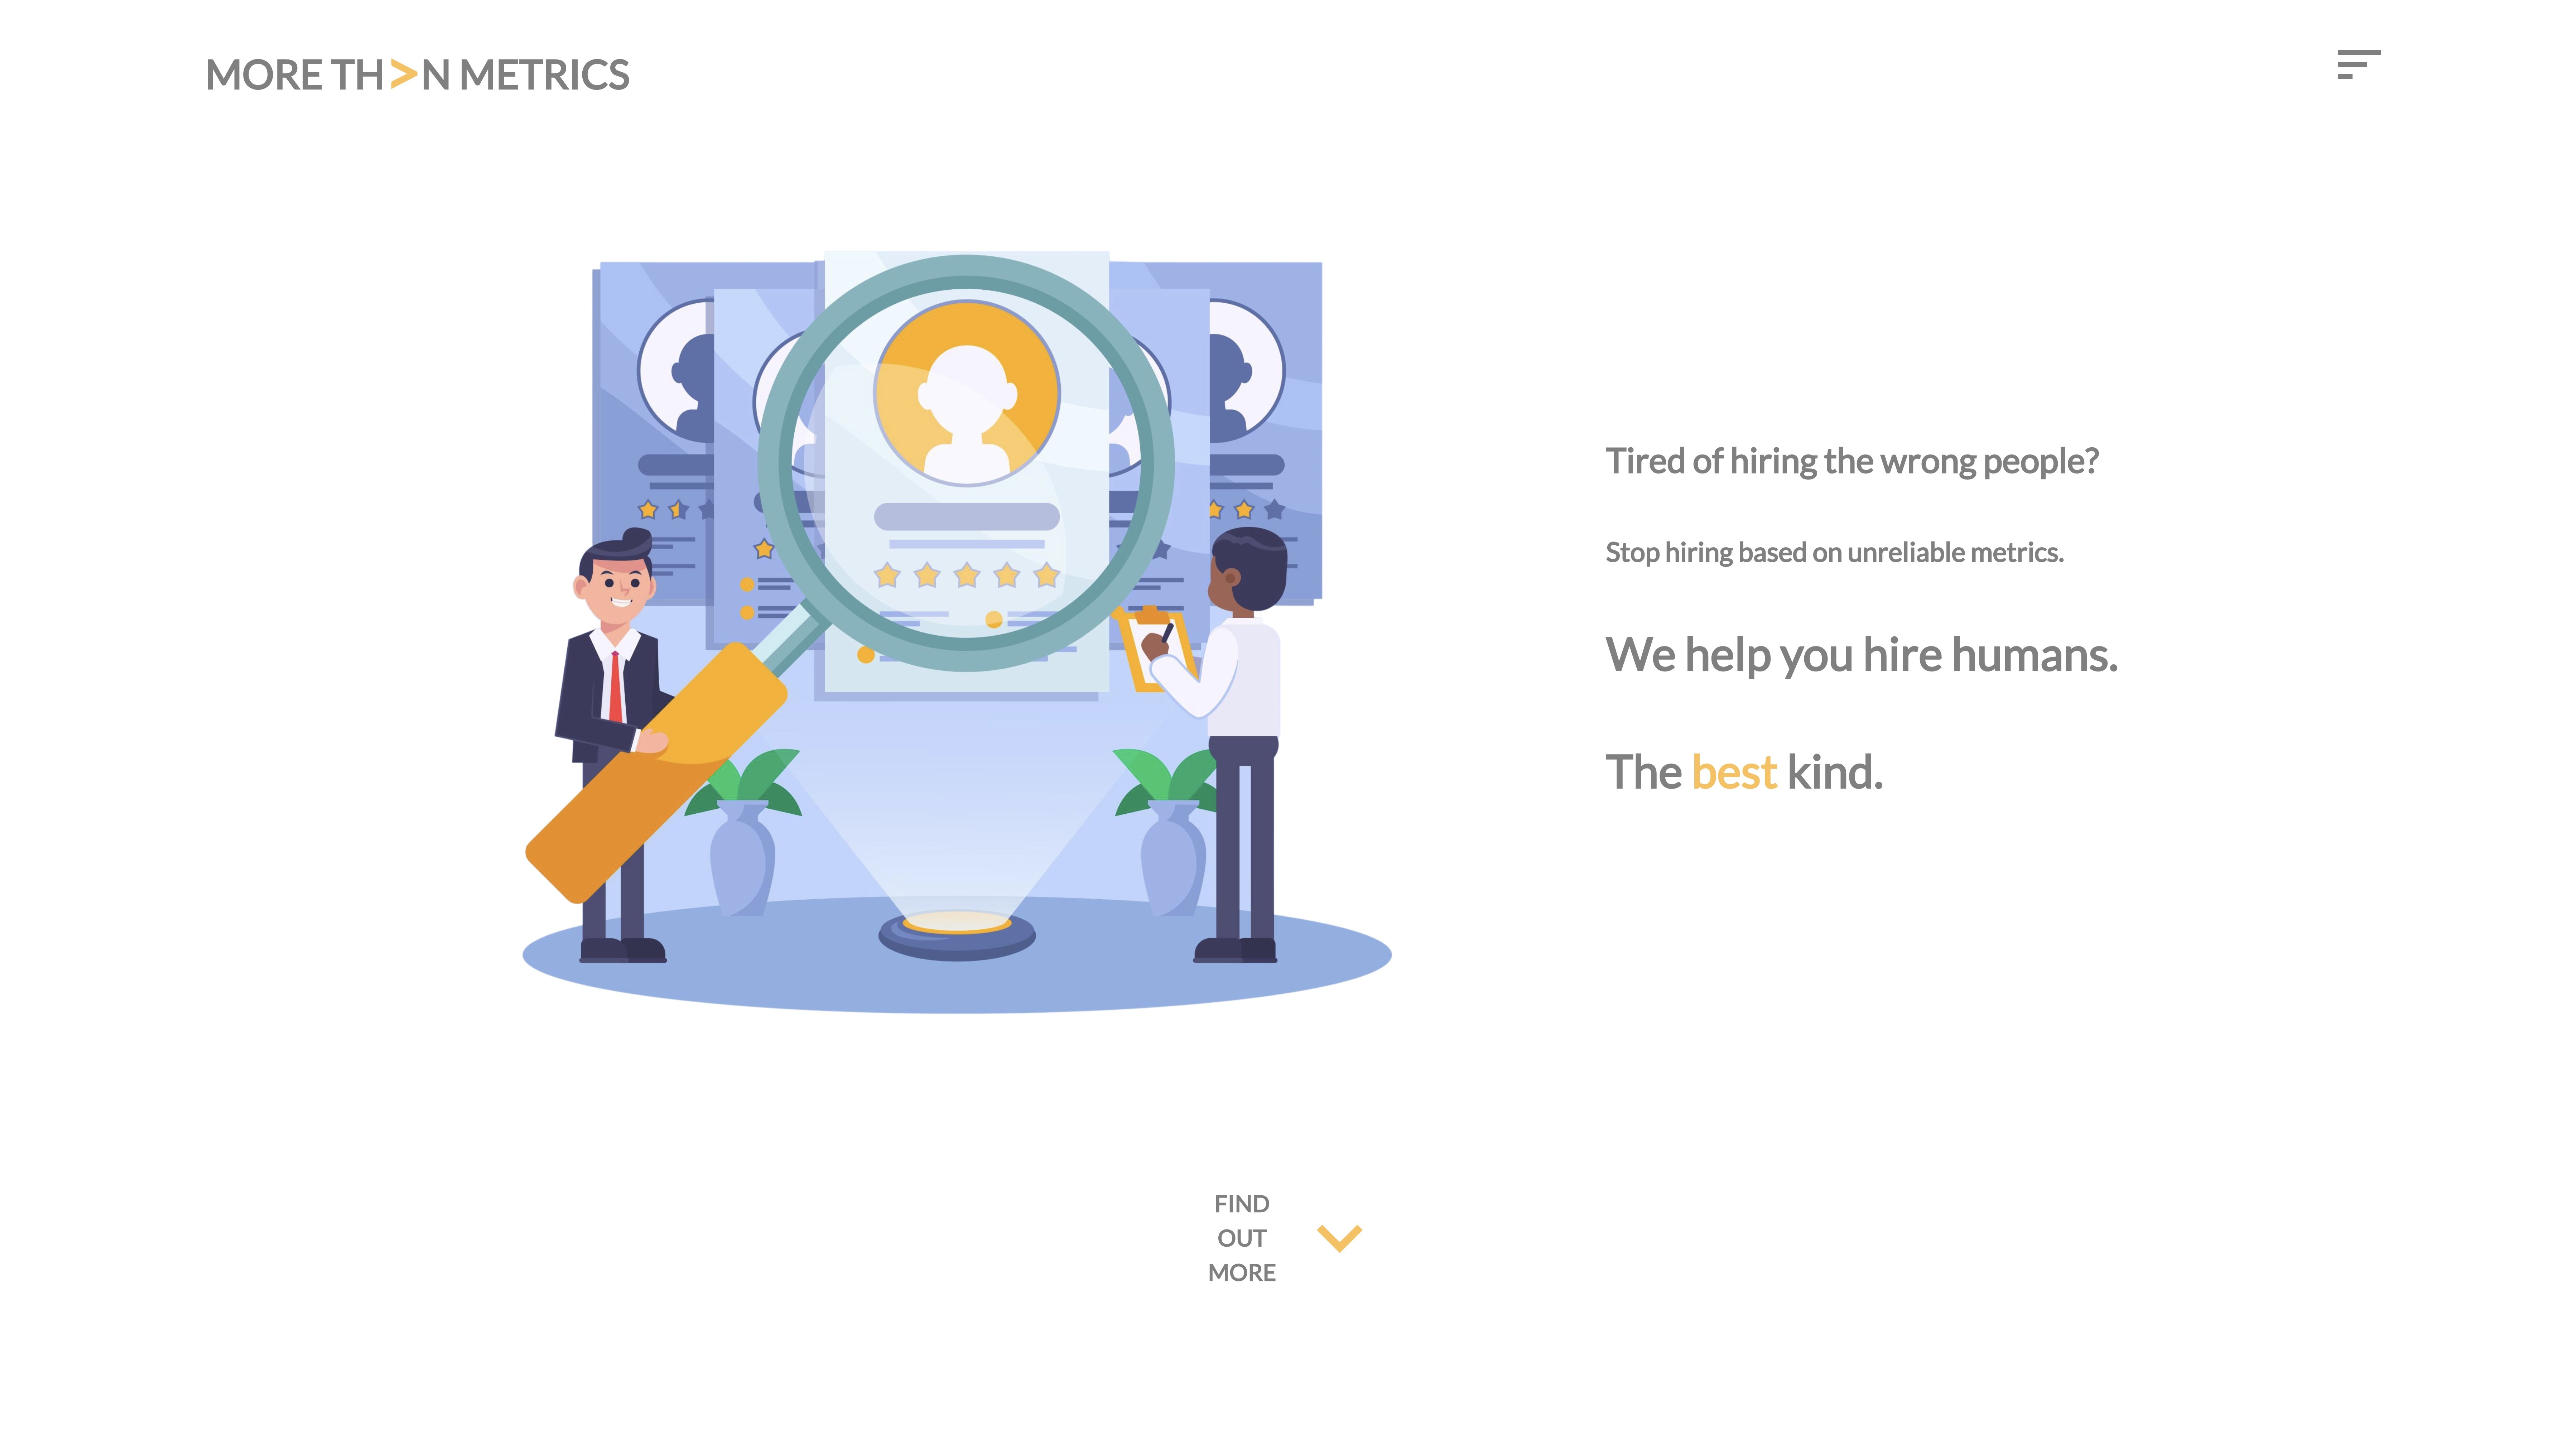 MORE TH>N METRICS
Tired of hiring the wrong people?
Stop hiring based on unreliable metrics.
We help you hire humans.
The best kind.
FIND
OUT
MORE